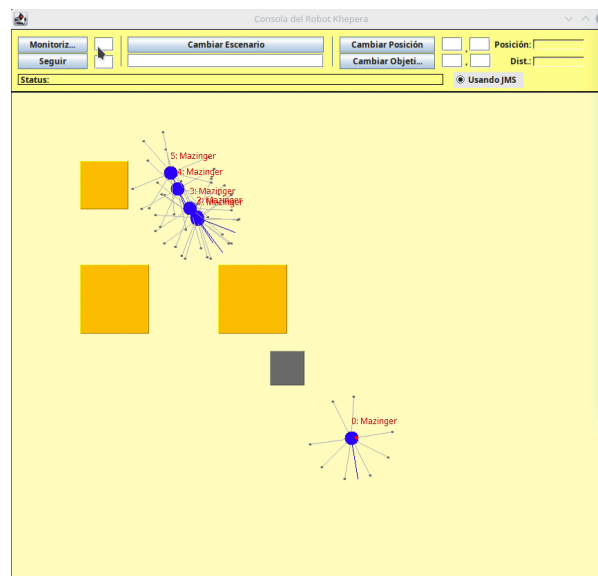 Consola del Robot Khepera
Monitoriz... Cambiar Escenario Cambiar Posición , Posición:
Seguir Cambiar Objeti... , Dist.:
Status: Usando JMS
5: Mazinger
4: Mazinger
3: Mazinger
Mazinger
0: Mazinger